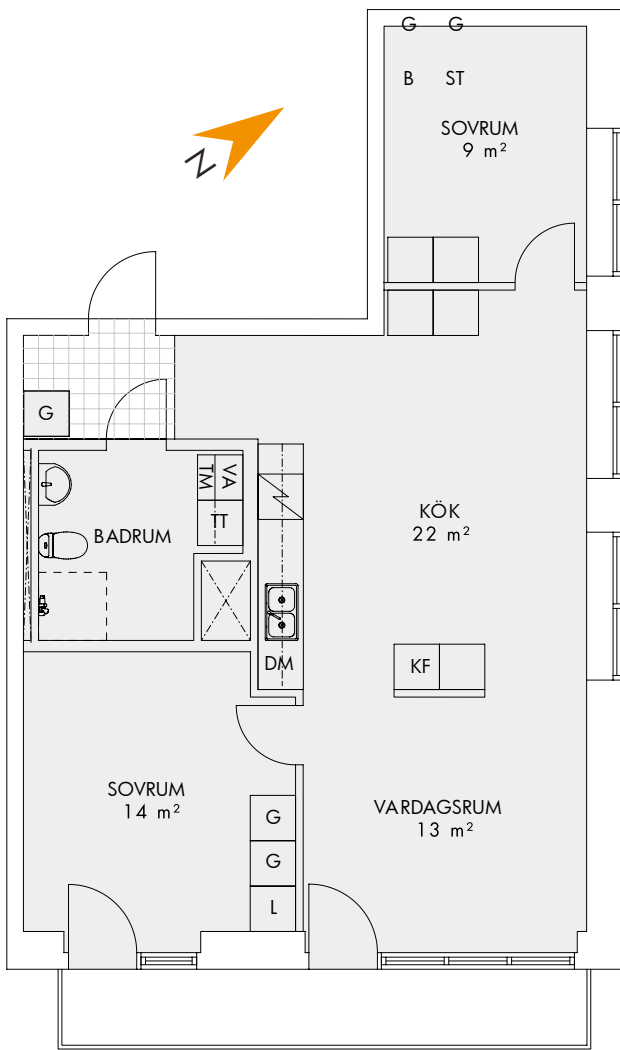 G G
B ST
SOVRUM
9 m²
N
G
TM VA
TT
BADRUM
KÖK
22 m²
DM
KF
SOVRUM
14 m²
VARDAGSRUM
13 m²
G
G
L